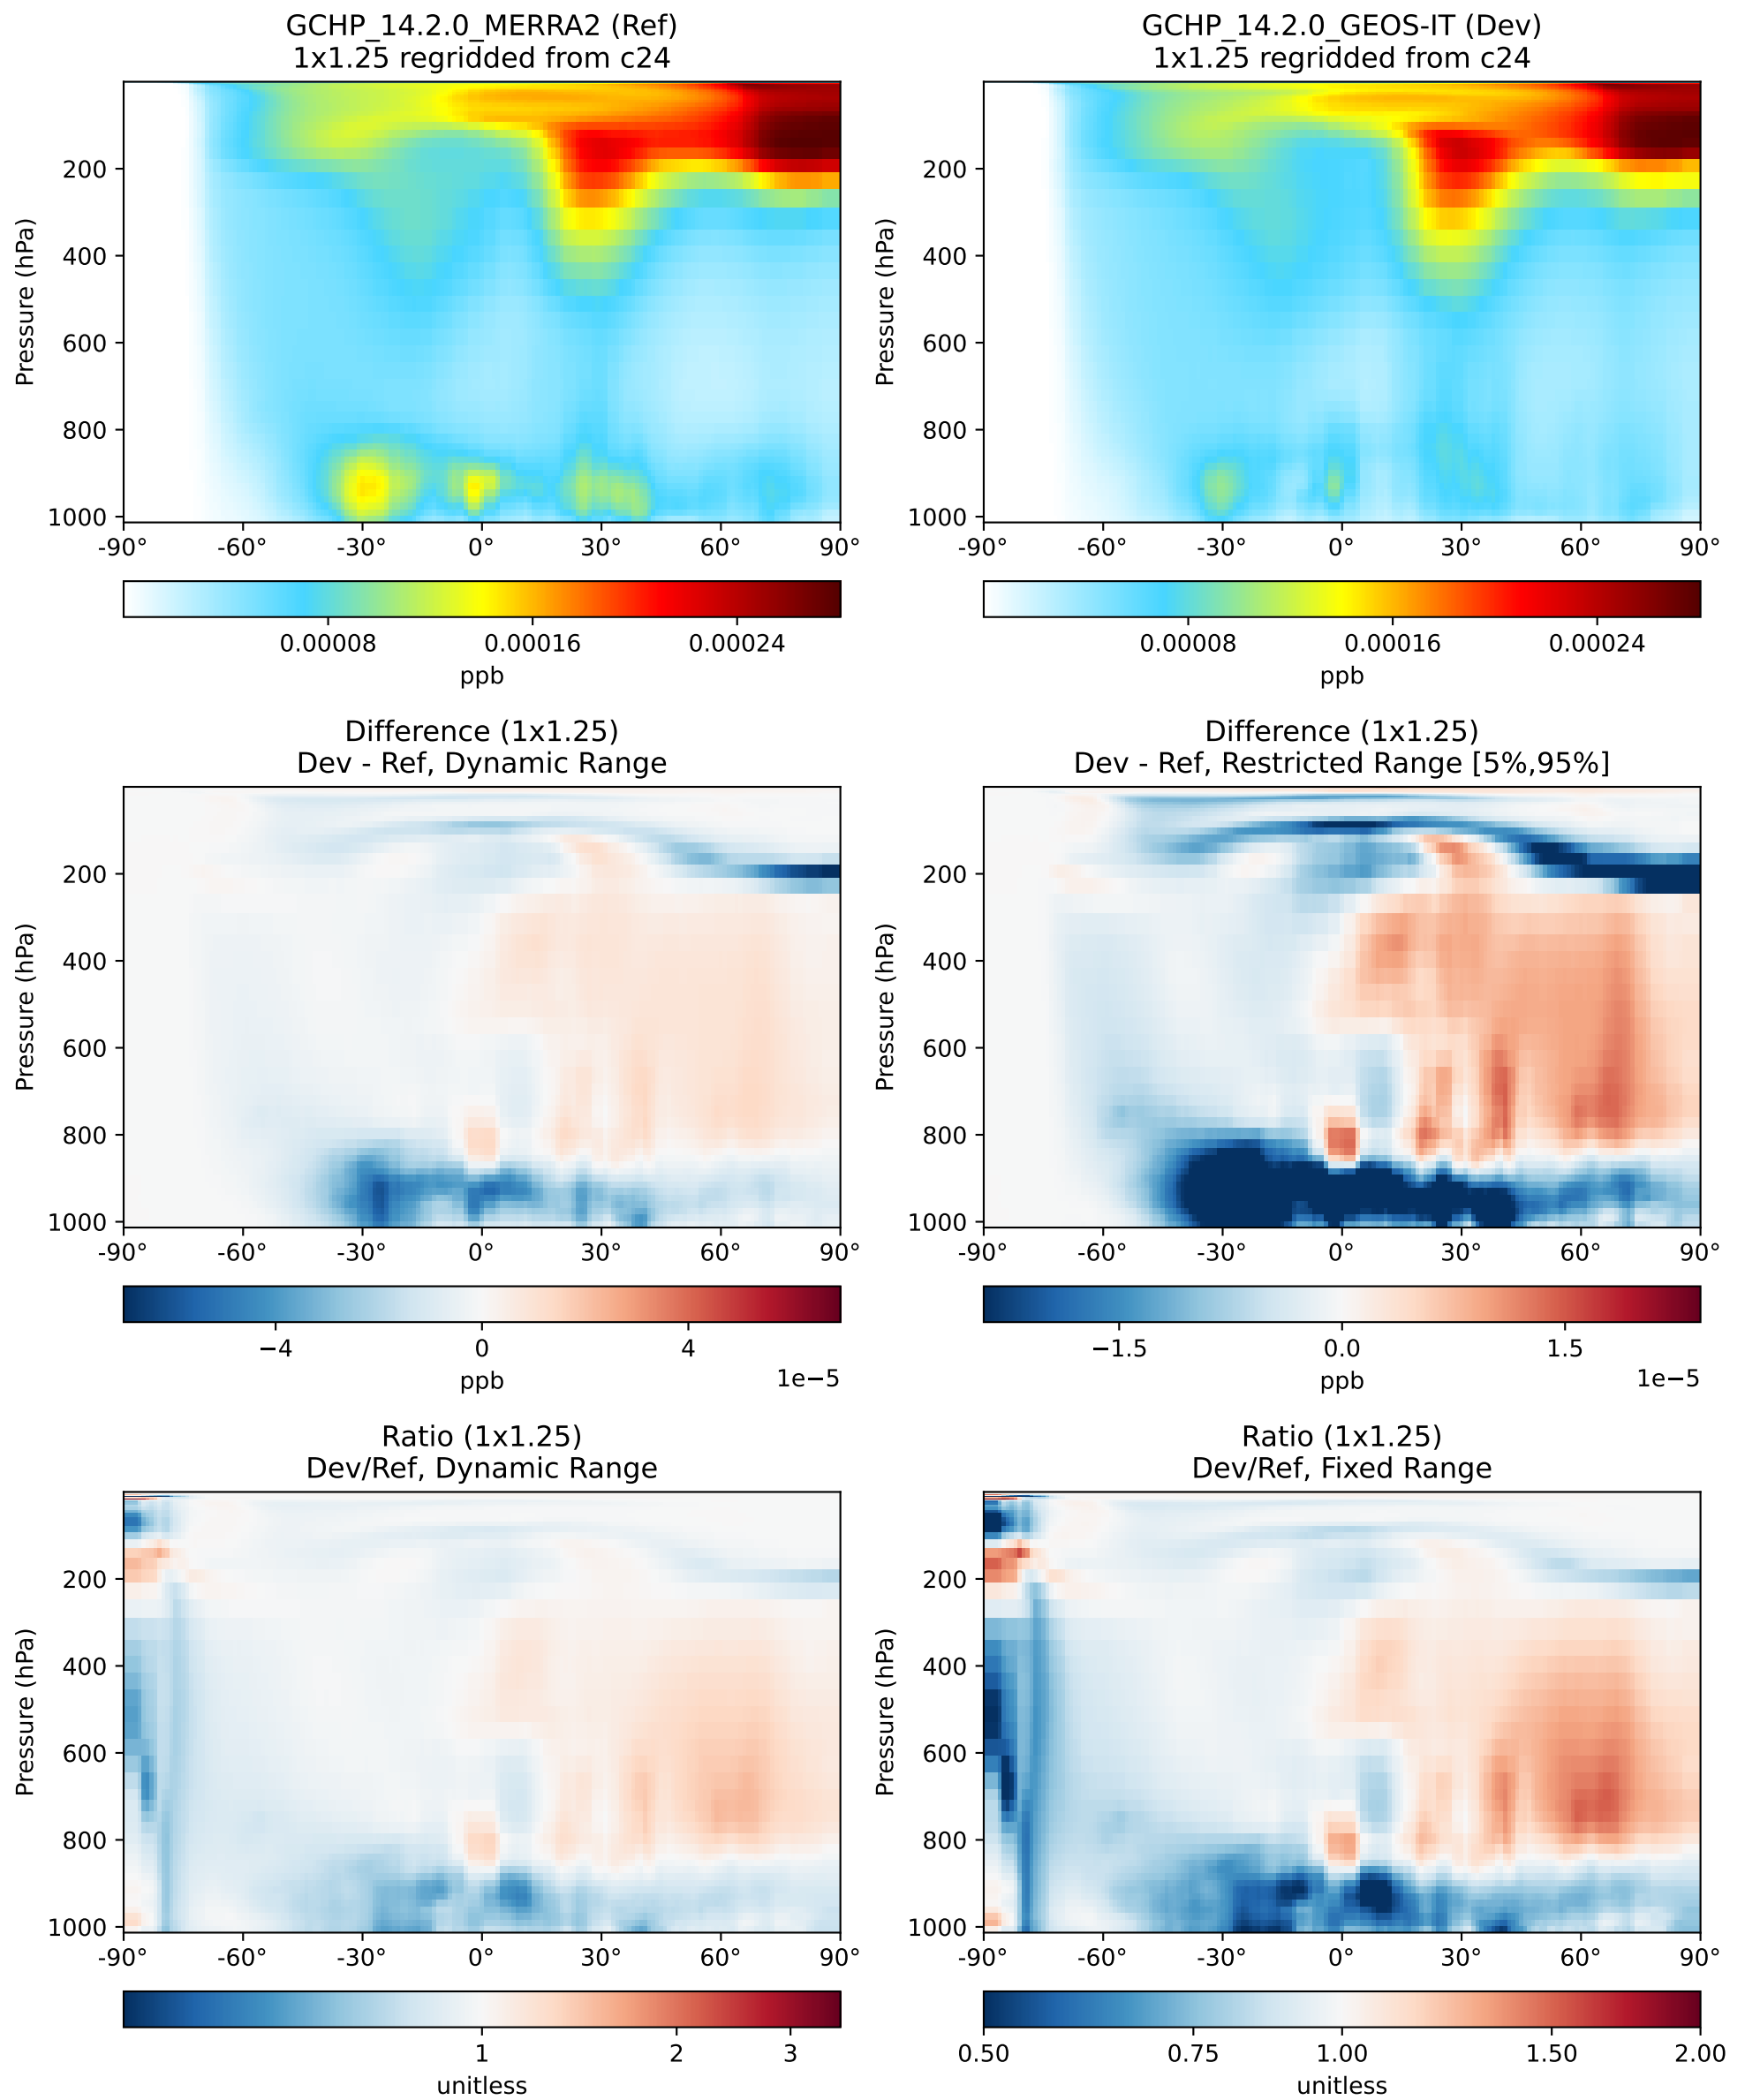 GCHP_14.2.0_MERRA2 (Ref)
1x1.25 regridded from c24
Pressure (hPa)
200
400
600
800
1000
-90° -60° -30° 0° 30° 60° 90°
0.00008 0.00016 0.00024
ppb
GCHP_14.2.0_GEOS-IT (Dev)
1x1.25 regridded from c24
Pressure (hPa)
200
400
600
800
1000
-90° -60° -30° 0° 30° 60° 90°
0.00008 0.00016 0.00024
ppb
Difference (1x1.25)
Dev - Ref, Dynamic Range
Pressure (hPa)
200
400
600
800
1000
-90° -60° -30° 0° 30° 60° 90°
−4 0 4
1e−5
ppb
Difference (1x1.25)
Dev - Ref, Restricted Range [5%,95%]
Pressure (hPa)
200
400
600
800
1000
-90° -60° -30° 0° 30° 60° 90°
−1.5 0.0 1.5
1e−5
ppb
Ratio (1x1.25)
Dev/Ref, Dynamic Range
Pressure (hPa)
200
400
600
800
1000
-90° -60° -30° 0° 30° 60° 90°
1 2 3
unitless
Ratio (1x1.25)
Dev/Ref, Fixed Range
Pressure (hPa)
200
400
600
800
1000
-90° -60° -30° 0° 30° 60° 90°
0.50 0.75 1.00 1.50 2.00
unitless